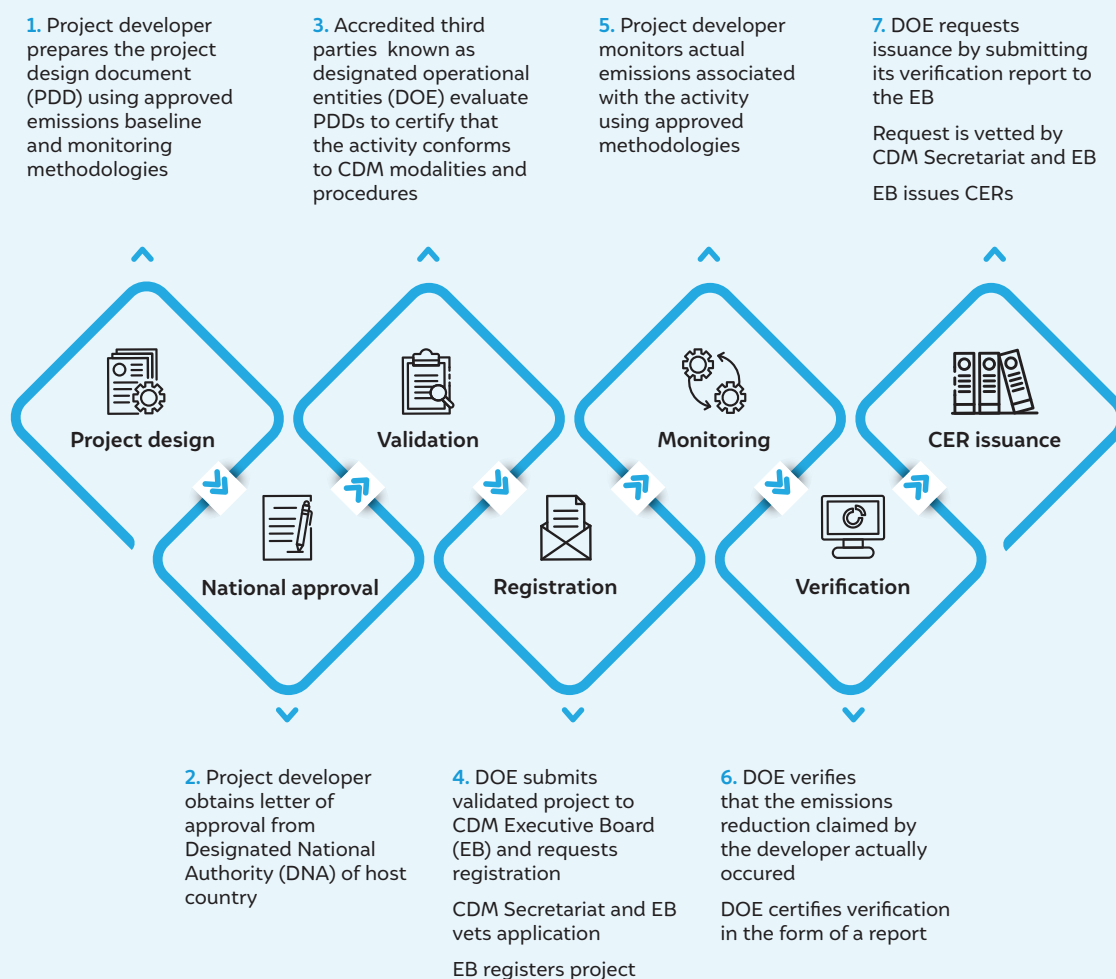 1. Project developer
prepares the project
design document
(PDD) using approved
emissions baseline
and monitoring
methodologies
3. Accredited third
parties known as
designated operational
entities (DOE) evaluate
PDDs to certify that
the activity conforms
to CDM modalities and
procedures
5. Project developer
monitors actual
emissions associated
with the activity
using approved
methodologies
7. DOE requests
issuance by submitting
its verification report to
the EB
Request is vetted by
CDM Secretariat and EB
EB issues CERs
Project design
Validation
Monitoring
CER issuance
National approval
Registration
Verification
2. Project developer
obtains letter of
approval from
Designated National
Authority (DNA) of host
country
4. DOE submits
validated project to
CDM Executive Board
(EB) and requests
registration
CDM Secretariat and EB
vets application
EB registers project
6. DOE verifies
that the emissions
reduction claimed by
the developer actually
occured
DOE certifies verification
in the form of a report